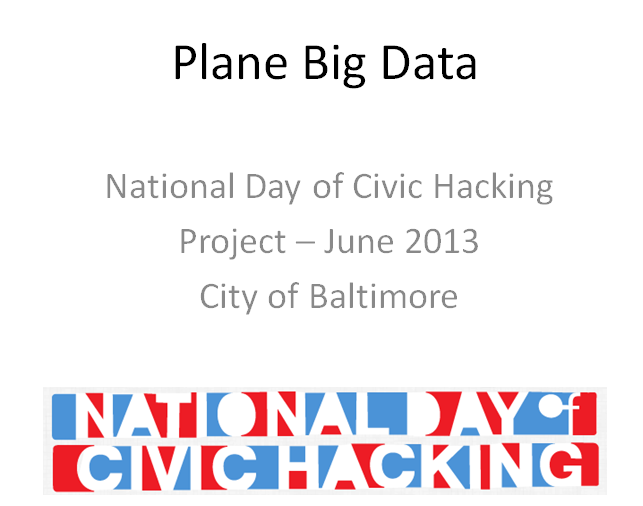 Plane Big Data
National Day of Civic Hacking
Project – June 2013
City of Baltimore
NATIONAL DAY of
CIVIC HACKING